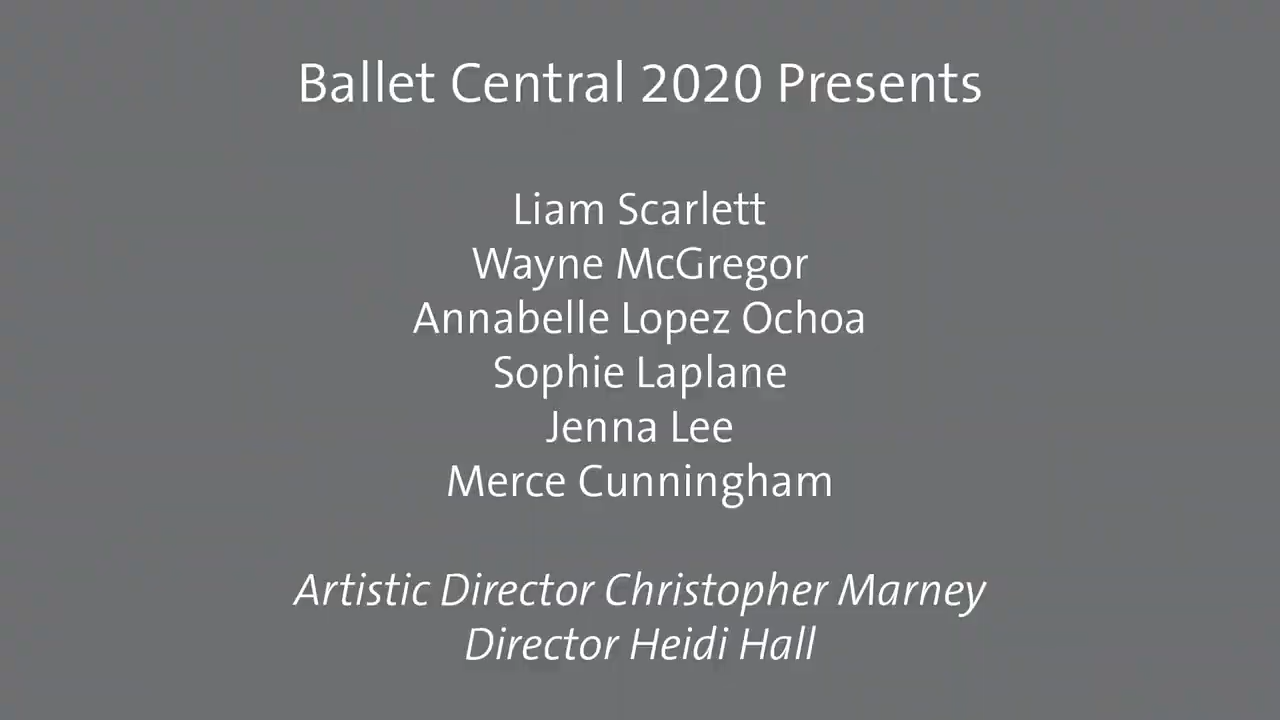 Ballet Central 2020 Presents
Liam Scarlett
Wayne McGregor
Annabelle Lopez Ochoa
Sophie Laplane
Jenna Lee
Merce Cunningham
Artistic Director Christopher Marney
Director Heidi Hall